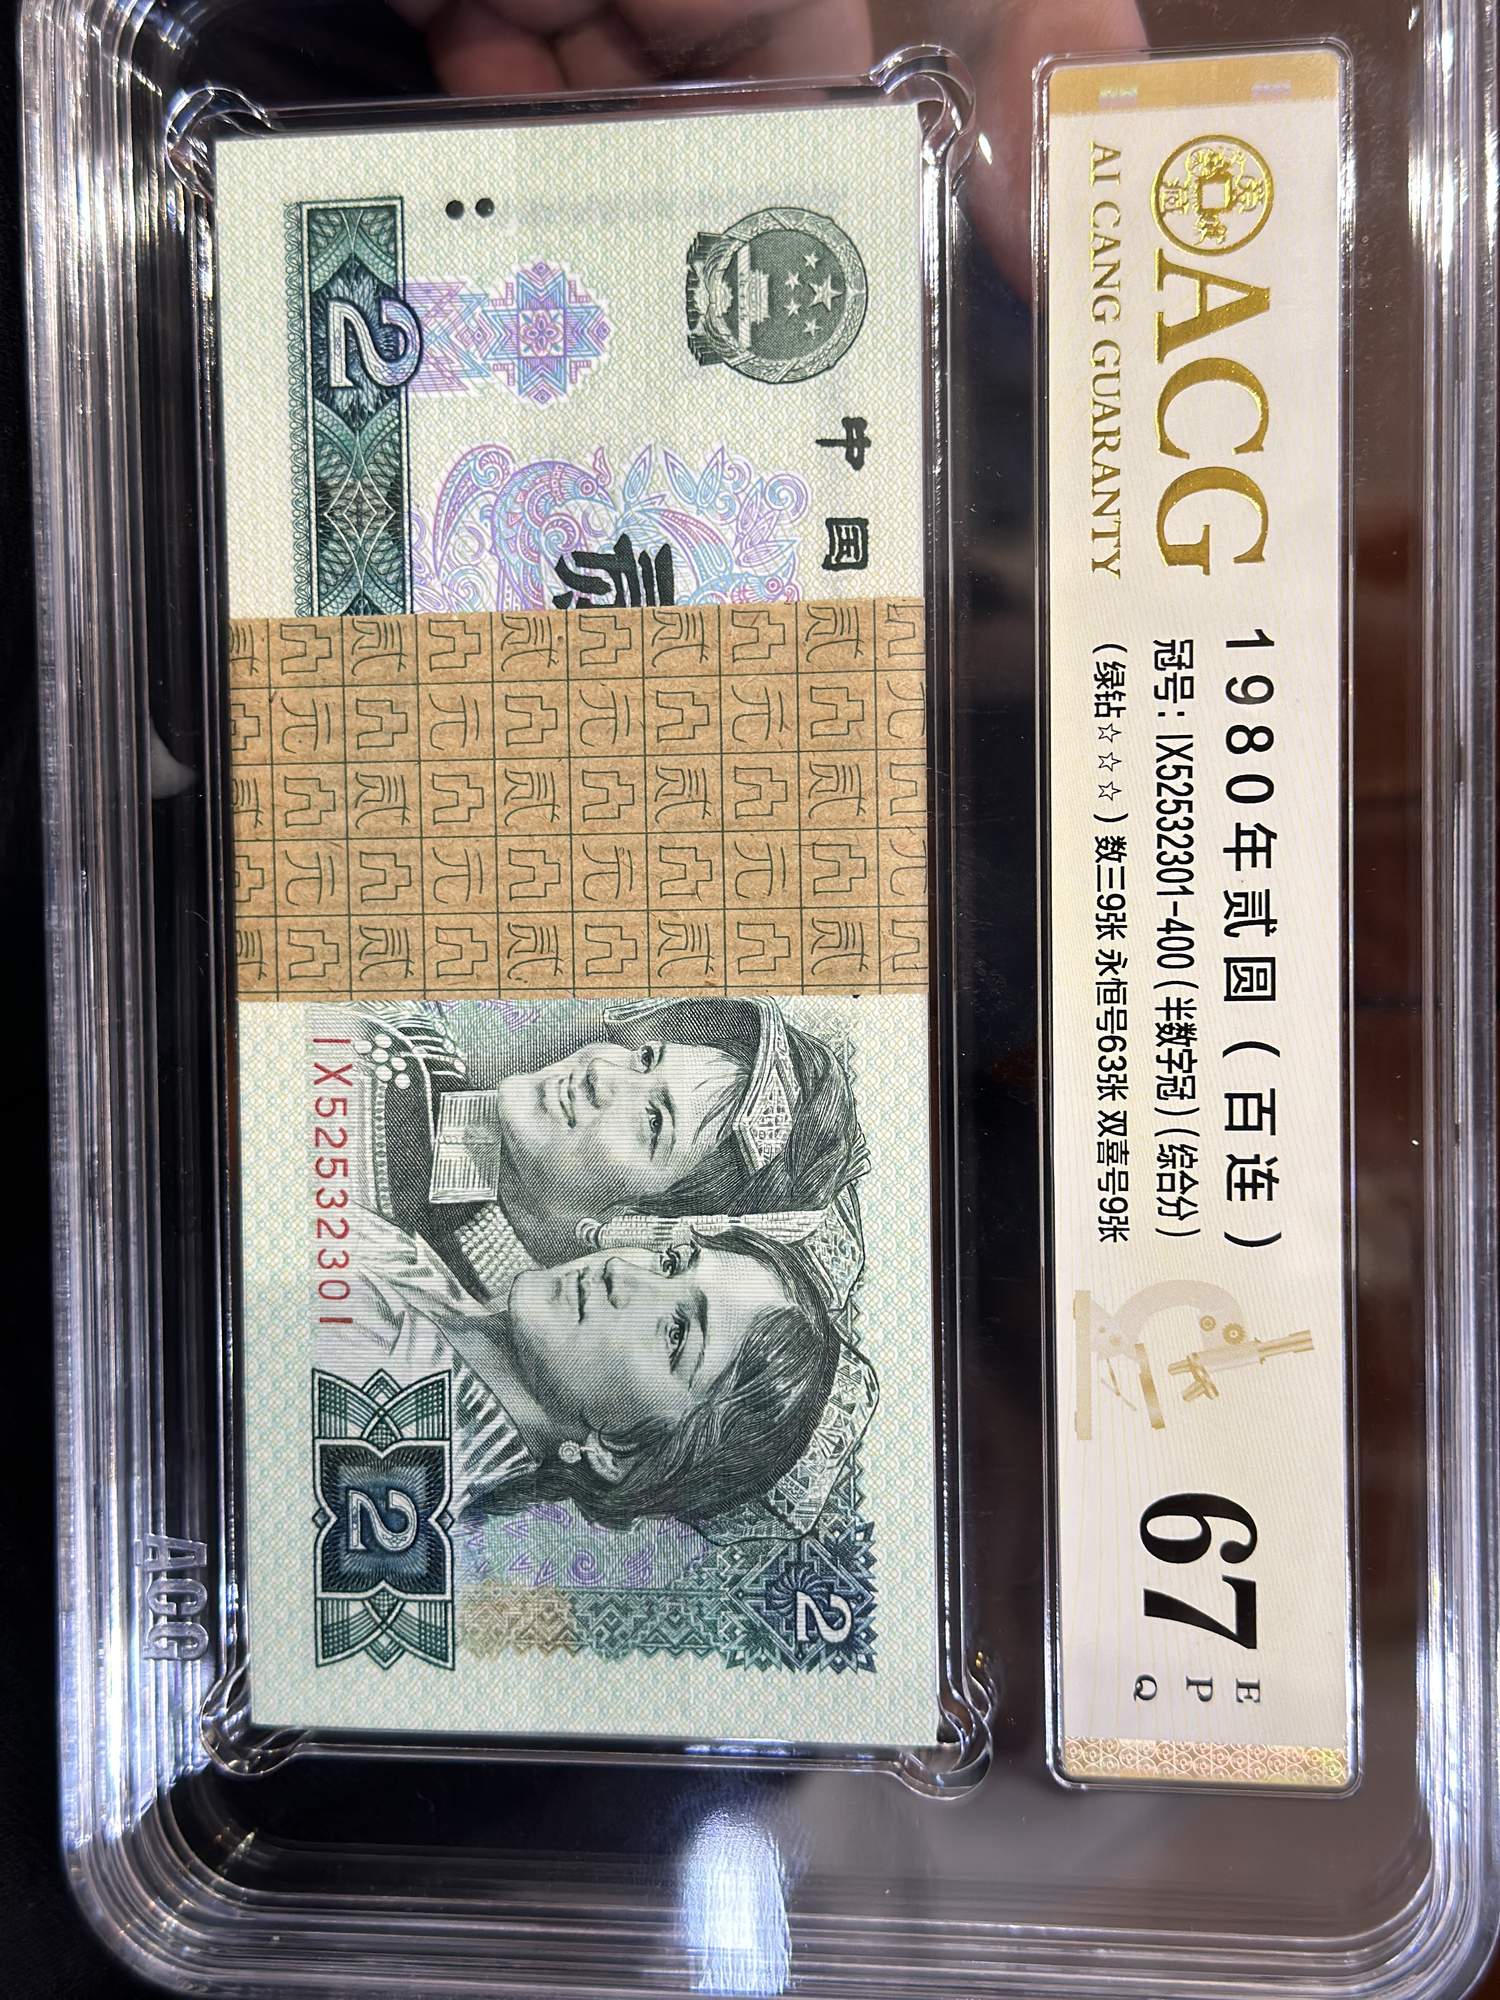 ACG
AI CANG GUARANTY
1980年贰圆(百连)
冠号:IX52532301-400(半数字冠)(综合分)
(绿钻☆☆☆)数三9张 永恒号63张 双喜号9张
67
E
P
Q
中国
贰
2
IX52532301
2
2
ACG